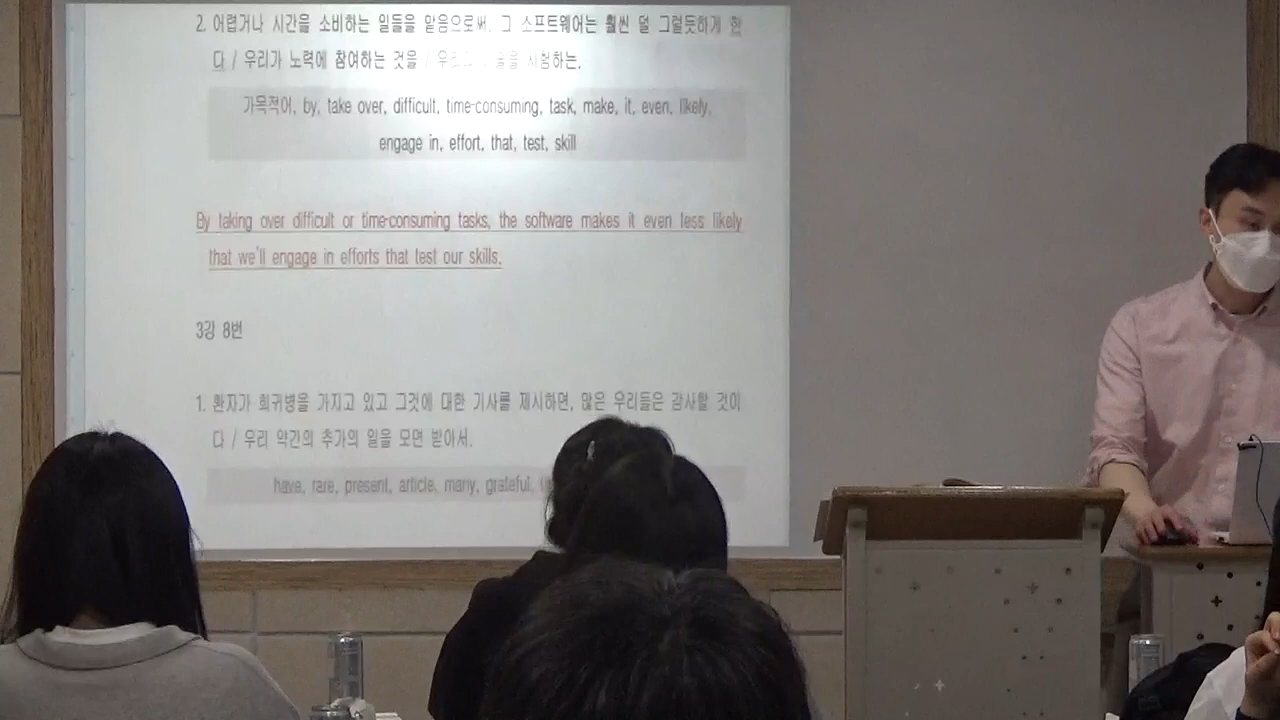 2. 어렵거나 시간을 소비하는 일들을 맡음으로써, 그 소프트웨어는 훨씬 덜 그럴듯하게 한
다 / 우리가 노력에 참여하는 것을 / 우리의 술을 시험하는.
가목적어, by, take over, difficult, time-consuming, task, make, it, even, likely,
engage in, effort, that, test, skill
By taking over difficult or time-consuming tasks, the software makes it even less likely
that we'll engage in efforts that test our skills.
3강 8번
1. 환자가 희귀병을 가지고 있고 그것에 대한 기사를 제시하면, 많은 우리들은 감사할 것이
다 / 우리 약간의 추가의 일을 모면 받아서.
have, rare, present, article, many, grateful,